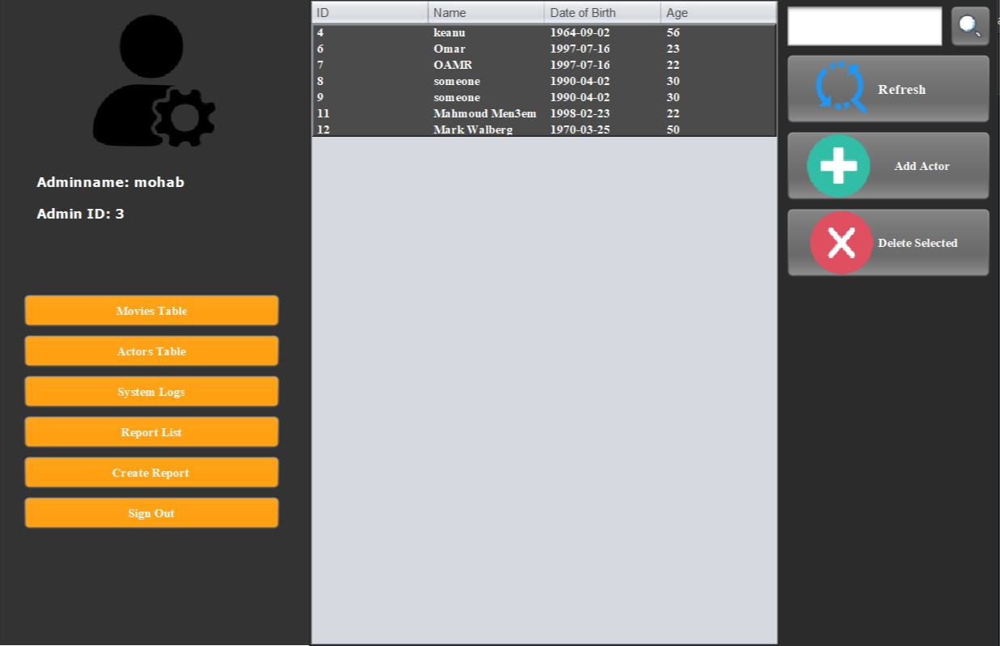 Adminname: mohab
Admin ID: 3
Movies Table
Actors Table
System Logs
Report List
Create Report
Sign Out
ID Name Date of Birth Age
4 keanu 1964-09-02 56
6 Omar 1997-07-16 23
7 OAMR 1997-07-16 22
8 someone 1990-04-02 30
9 someone 1990-04-02 30
11 Mahmoud Men3em 1998-02-23 22
12 Mark Walberg 1970-03-25 50
Refresh
Add Actor
Delete Selected